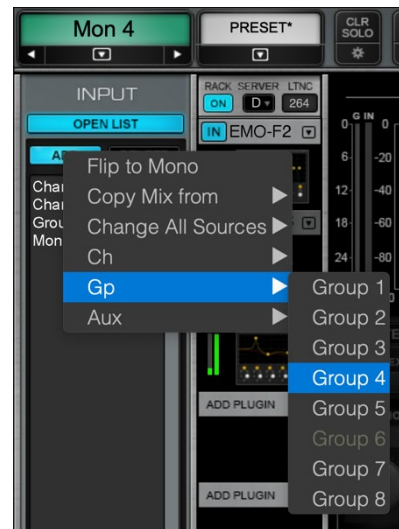 Mon 4
PRESET*
CLR
SOLO
INPUT
OPEN LIST
RACK SERVER LTNC
ON D 264
IN EMO-F2
G IN
0 0
6 -20
12 -40
18 -60
24 -80
Flip to Mono
Copy Mix from
Change All Sources
Ch
Gp
Aux
Group 1
Group 2
Group 3
Group 4
Group 5
Group 6
Group 7
Group 8
ADD PLUGIN
ADD PLUGIN